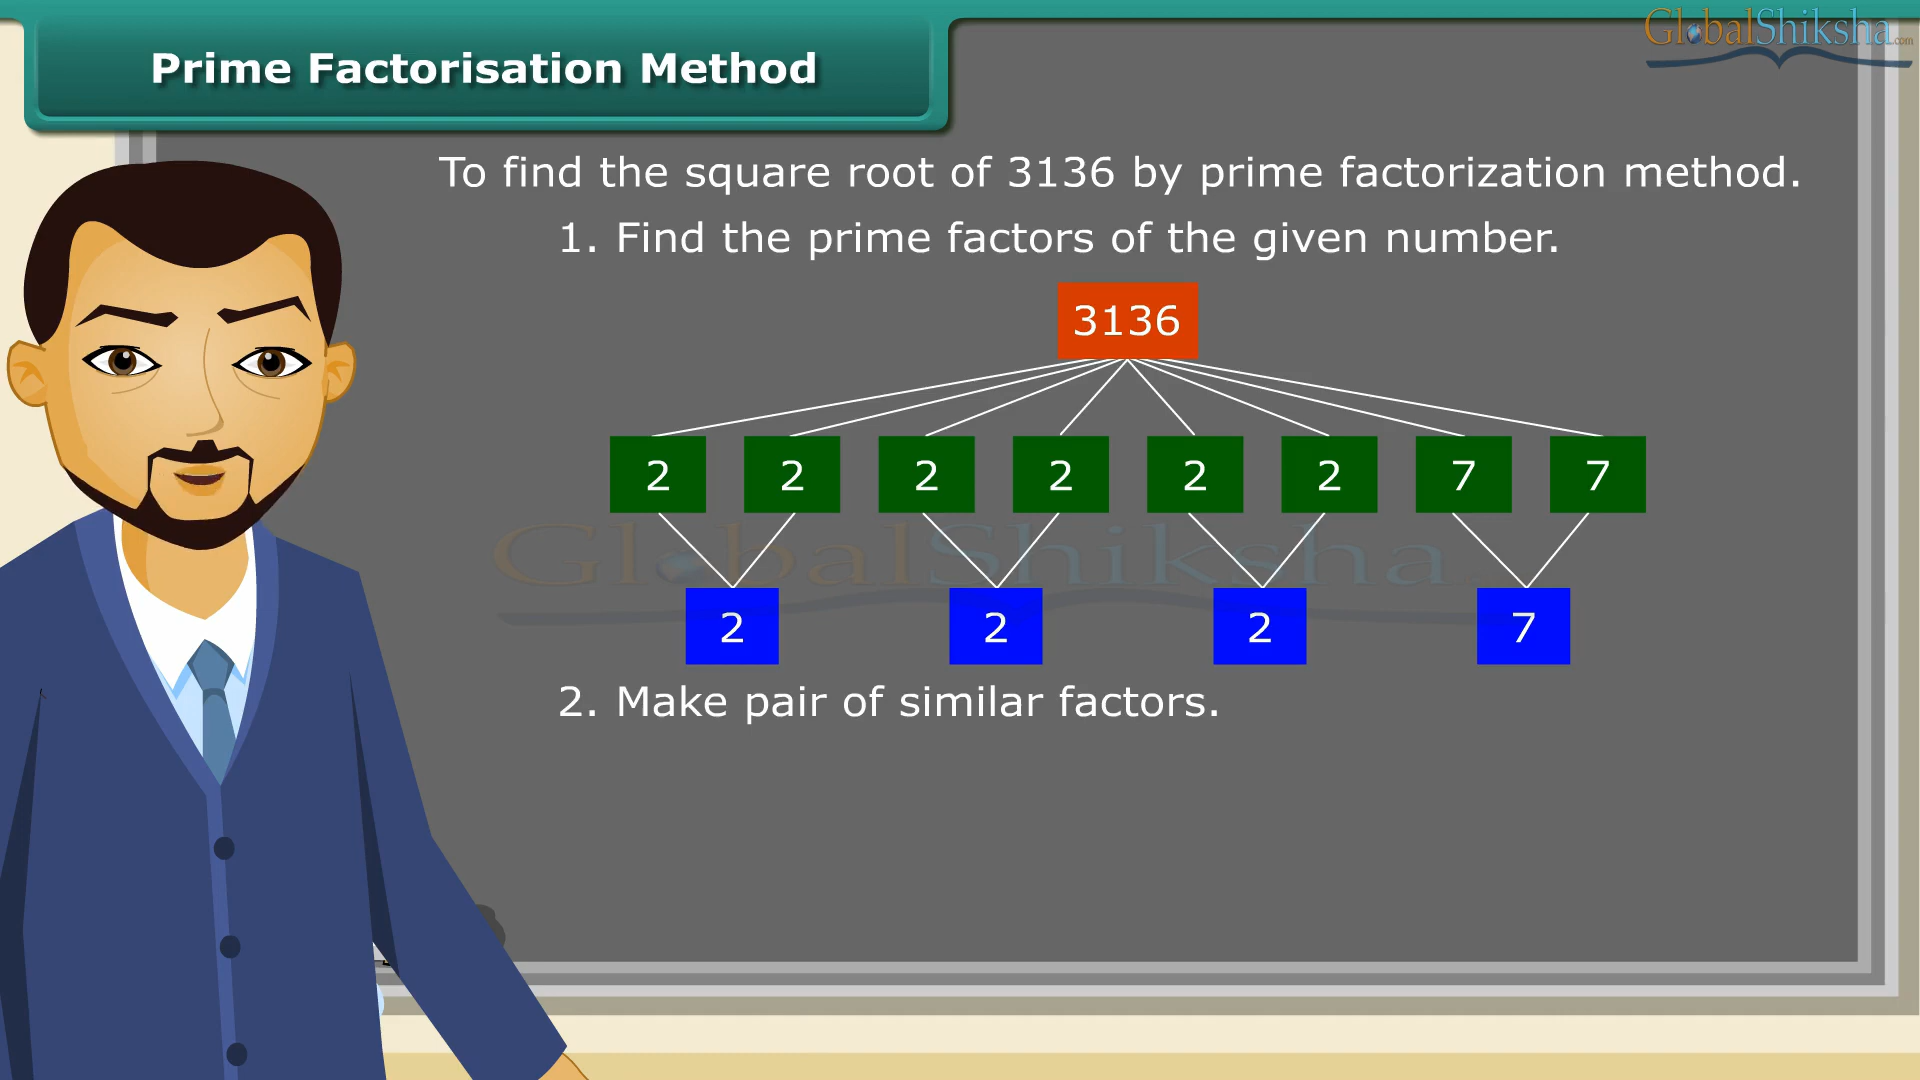 Prime Factorisation Method
GlobalShiksha.com
To find the square root of 3136 by prime factorization method.
1. Find the prime factors of the given number.
3136
2 2 2 2 2 2 7 7
GlobalShiksha
2 2 2 7
2. Make pair of similar factors.